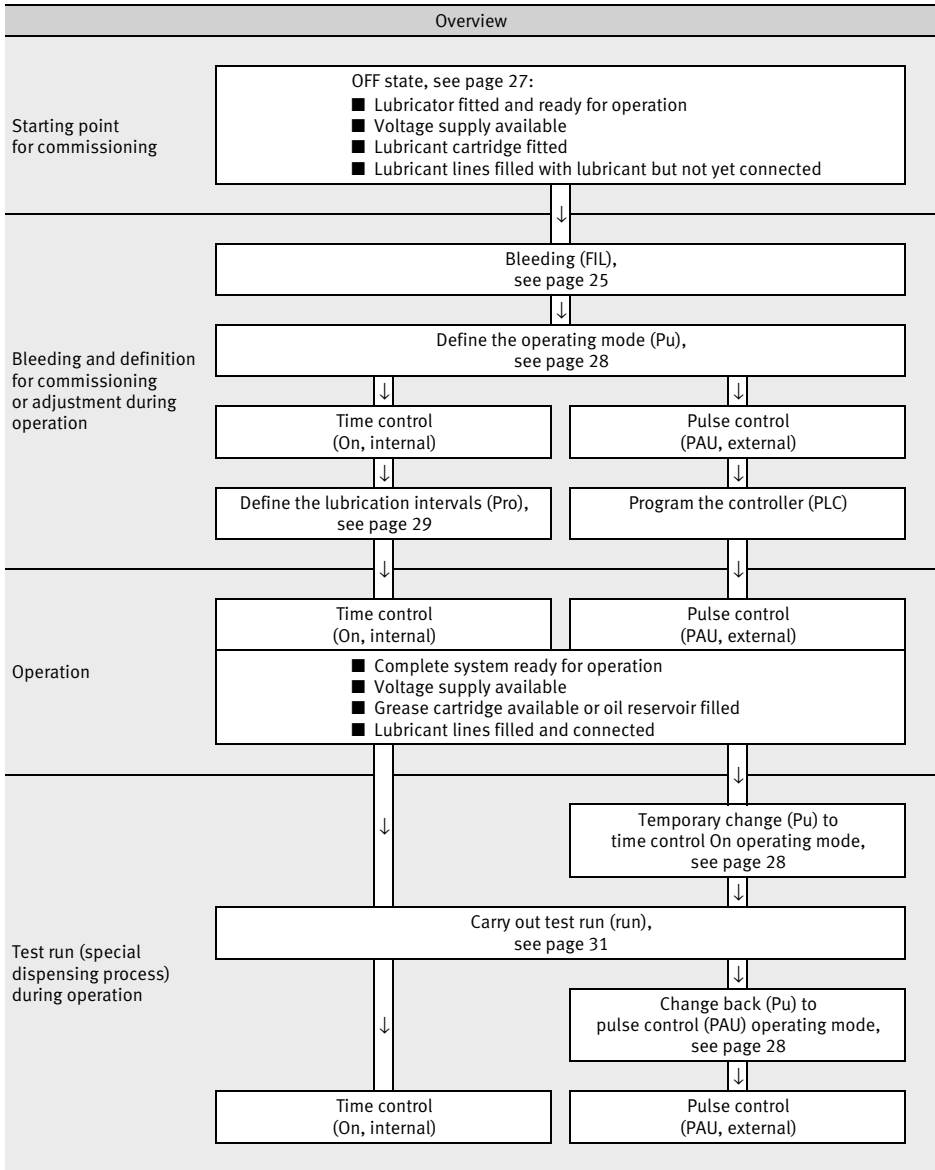 Overview
Starting point
for commissioning
OFF state, see page 27:
■ Lubricator fitted and ready for operation
■ Voltage supply available
■ Lubricant cartridge fitted
■ Lubricant lines filled with lubricant but not yet connected
↓
Bleeding and definition
for commissioning
or adjustment during
operation
Bleeding (FIL),
see page 25
↓
Define the operating mode (Pu),
see page 28
↓ ↓
Time control
(On, internal)
Pulse control
(PAU, external)
↓ ↓
Define the lubrication intervals (Pro),
see page 29
Program the controller (PLC)
↓ ↓
Operation
Time control
(On, internal)
Pulse control
(PAU, external)
■ Complete system ready for operation
■ Voltage supply available
■ Grease cartridge available or oil reservoir filled
■ Lubricant lines filled and connected
↓
Test run (special
dispensing process)
during operation
↓
Temporary change (Pu) to
time control On operating mode,
see page 28
↓
Carry out test run (run),
see page 31
↓
↓
Change back (Pu) to
pulse control (PAU) operating mode,
see page 28
↓
Time control
(On, internal)
Pulse control
(PAU, external)